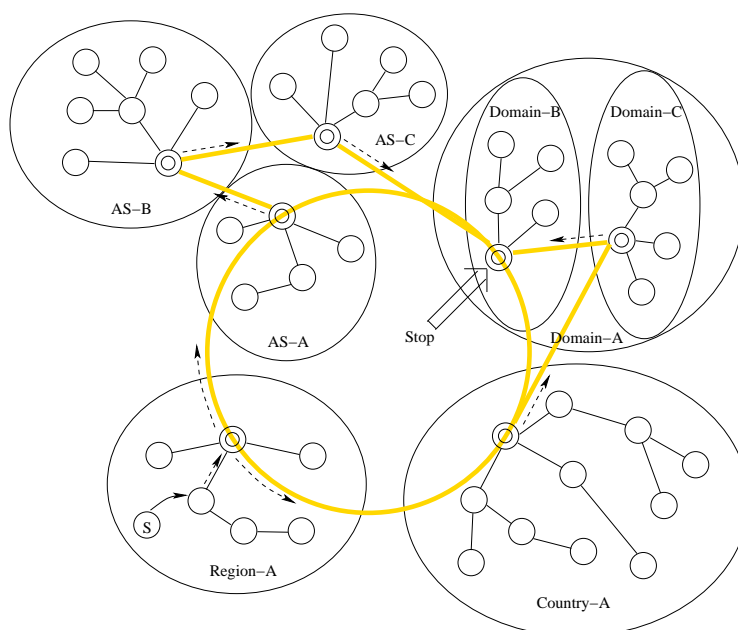 Domain−B
Domain−C
AS−C
AS−B
Stop
Domain−A
AS−A
S
Region−A
Country−A